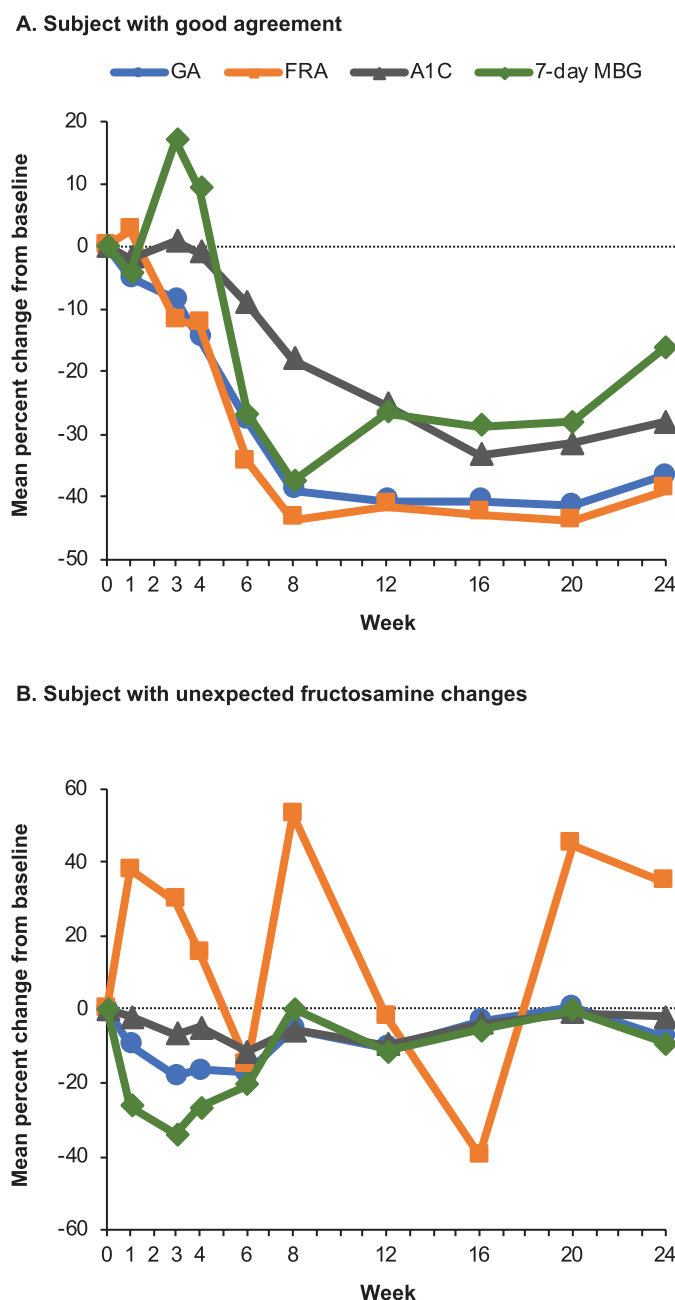 A. Subject with good agreement
GA FRA A1C 7-day MBG
Mean percent change from baseline
20
10
0
-10
-20
-30
-40
-50
0 1 2 3 4 6 8 12 16 20 24
Week
B. Subject with unexpected fructosamine changes
Mean percent change from baseline
60
40
20
0
-20
-40
-60
0 1 2 3 4 6 8 12 16 20 24
Week